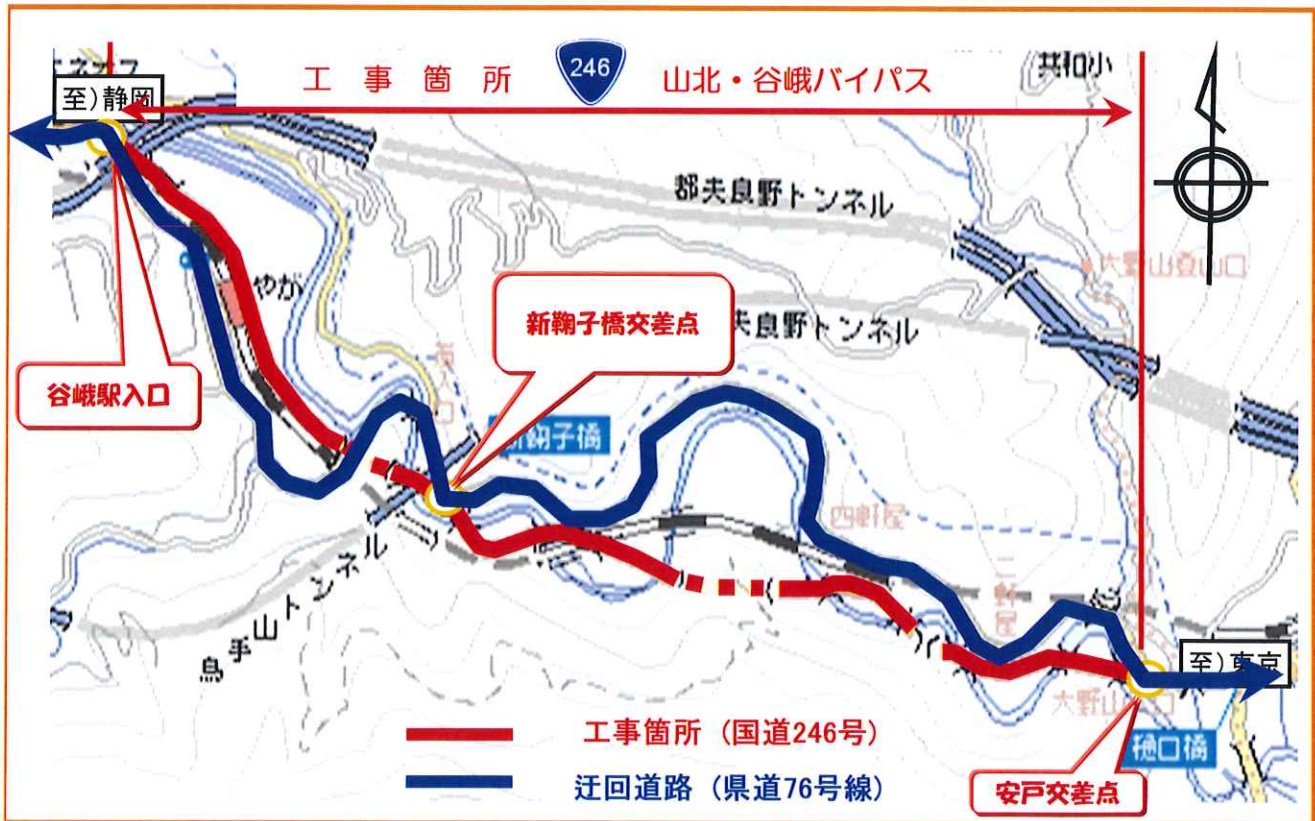 工事箇所 246 山北・谷峨バイパス
共和小
至）静岡
都夫良野トンネル
大野山登山口
やが
新鞠子橋交差点
夫良野トンネル
谷峨駅入口
新鞠子橋
四軒屋
鳥手山トンネル
至）東京
大野山
樋口橋
工事箇所（国道246号）
迂回道路（県道76号線）
安戸交差点